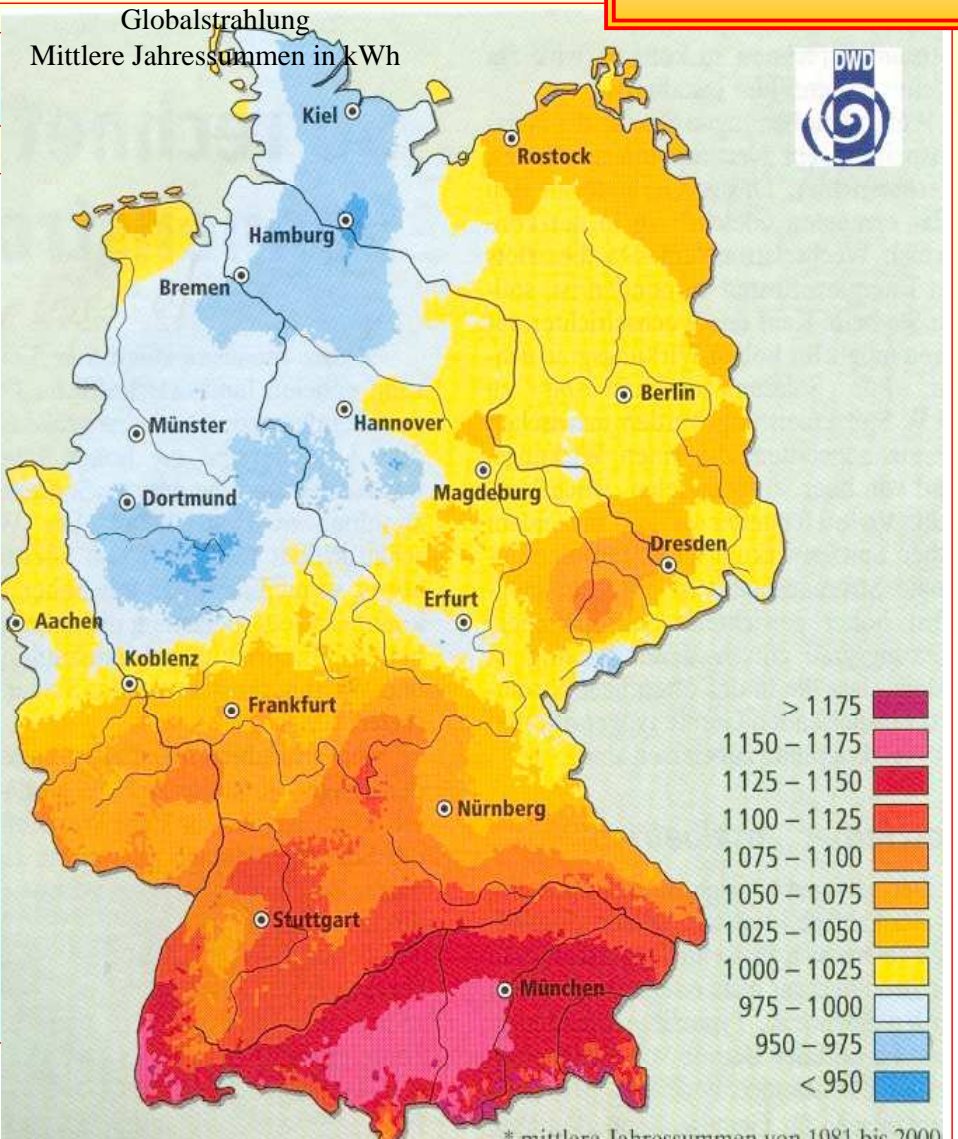 Globalstrahlung
Mittlere Jahressummen in kWh
DWD
Kiel
Rostock
Hamburg
Bremen
Berlin
Hannover
Münster
Magdeburg
Dortmund
Dresden
Erfurt
Aachen
Koblenz
Frankfurt
Nürnberg
Stuttgart
München
> 1175
1150 – 1175
1125 – 1150
1100 – 1125
1075 – 1100
1050 – 1075
1025 – 1050
1000 – 1025
975 – 1000
950 – 975
< 950
* mittlere Jahressummen von 1981 bis 2000